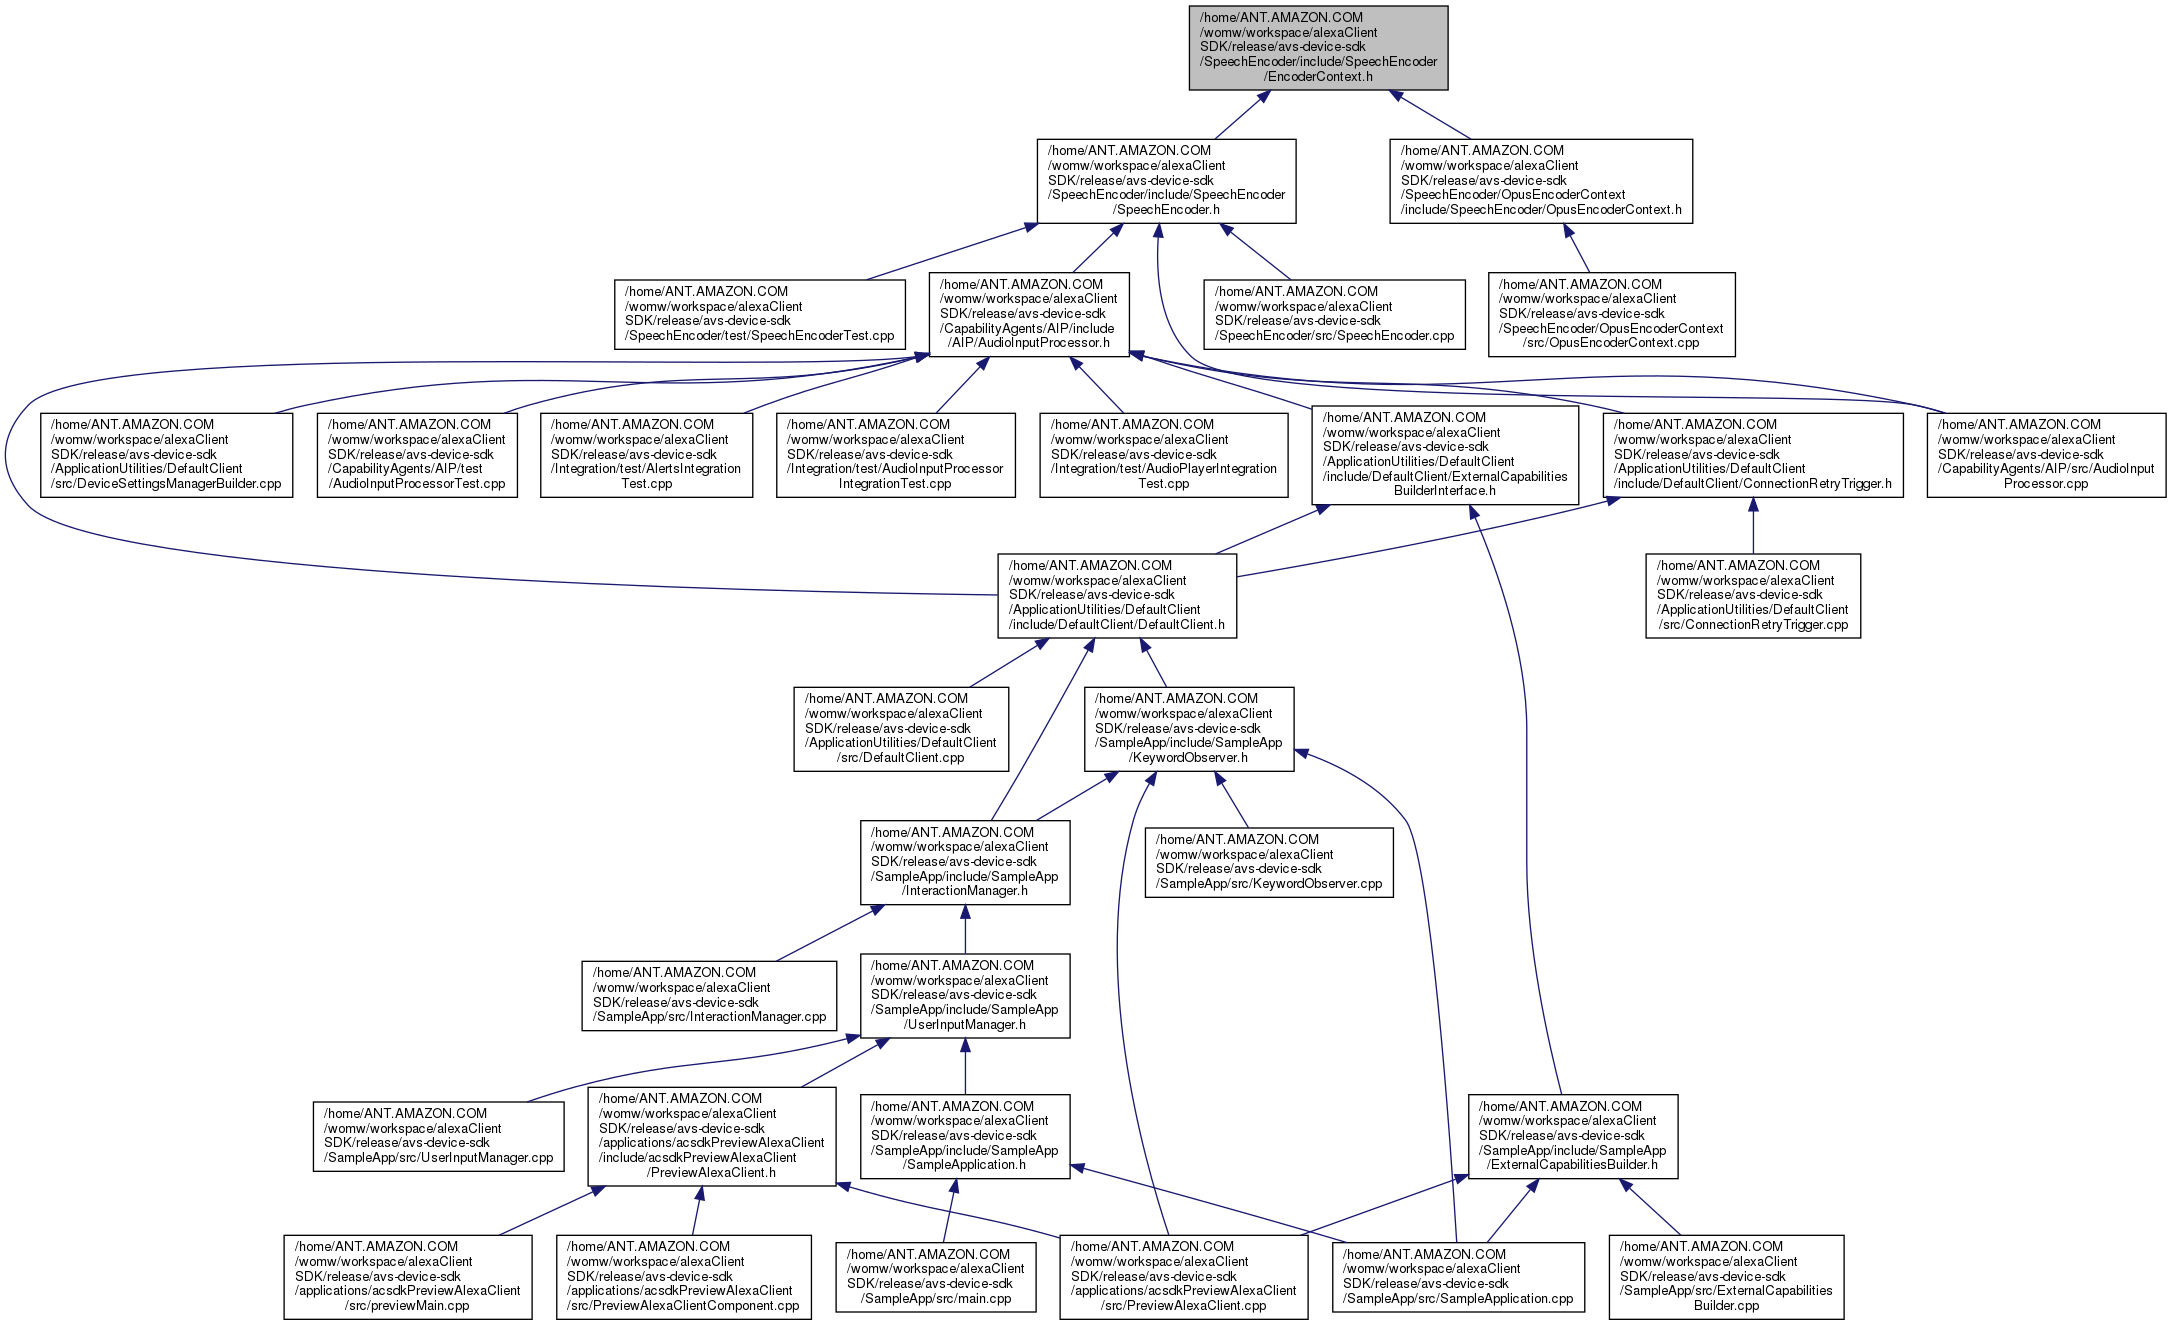 /home/ANT.AMAZON.COM
/womw/workspace/alexaClient
SDK/release/avs-device-sdk
/SpeechEncoder/include/SpeechEncoder
/EncoderContext.h
/home/ANT.AMAZON.COM
/womw/workspace/alexaClient
SDK/release/avs-device-sdk
/SpeechEncoder/include/SpeechEncoder
/SpeechEncoder.h
/home/ANT.AMAZON.COM
/womw/workspace/alexaClient
SDK/release/avs-device-sdk
/SpeechEncoder/OpusEncoderContext
/include/SpeechEncoder/OpusEncoderContext.h
/home/ANT.AMAZON.COM
/womw/workspace/alexaClient
SDK/release/avs-device-sdk
/SpeechEncoder/test/SpeechEncoderTest.cpp
/home/ANT.AMAZON.COM
/womw/workspace/alexaClient
SDK/release/avs-device-sdk
/CapabilityAgents/AIP/include
/AIP/AudioInputProcessor.h
/home/ANT.AMAZON.COM
/womw/workspace/alexaClient
SDK/release/avs-device-sdk
/SpeechEncoder/src/SpeechEncoder.cpp
/home/ANT.AMAZON.COM
/womw/workspace/alexaClient
SDK/release/avs-device-sdk
/SpeechEncoder/OpusEncoderContext
/src/OpusEncoderContext.cpp
/home/ANT.AMAZON.COM
/womw/workspace/alexaClient
SDK/release/avs-device-sdk
/ApplicationUtilities/DefaultClient
/src/DeviceSettingsManagerBuilder.cpp
/home/ANT.AMAZON.COM
/womw/workspace/alexaClient
SDK/release/avs-device-sdk
/CapabilityAgents/AIP/test
/AudioInputProcessorTest.cpp
/home/ANT.AMAZON.COM
/womw/workspace/alexaClient
SDK/release/avs-device-sdk
/Integration/test/AlertsIntegration
Test.cpp
/home/ANT.AMAZON.COM
/womw/workspace/alexaClient
SDK/release/avs-device-sdk
/Integration/test/AudioInputProcessor
IntegrationTest.cpp
/home/ANT.AMAZON.COM
/womw/workspace/alexaClient
SDK/release/avs-device-sdk
/Integration/test/AudioPlayerIntegration
Test.cpp
/home/ANT.AMAZON.COM
/womw/workspace/alexaClient
SDK/release/avs-device-sdk
/ApplicationUtilities/DefaultClient
/include/DefaultClient/ExternalCapabilities
BuilderInterface.h
/home/ANT.AMAZON.COM
/womw/workspace/alexaClient
SDK/release/avs-device-sdk
/ApplicationUtilities/DefaultClient
/include/DefaultClient/ConnectionRetryTrigger.h
/home/ANT.AMAZON.COM
/womw/workspace/alexaClient
SDK/release/avs-device-sdk
/CapabilityAgents/AIP/src/AudioInput
Processor.cpp
/home/ANT.AMAZON.COM
/womw/workspace/alexaClient
SDK/release/avs-device-sdk
/ApplicationUtilities/DefaultClient
/include/DefaultClient/DefaultClient.h
/home/ANT.AMAZON.COM
/womw/workspace/alexaClient
SDK/release/avs-device-sdk
/ApplicationUtilities/DefaultClient
/src/ConnectionRetryTrigger.cpp
/home/ANT.AMAZON.COM
/womw/workspace/alexaClient
SDK/release/avs-device-sdk
/ApplicationUtilities/DefaultClient
/src/DefaultClient.cpp
/home/ANT.AMAZON.COM
/womw/workspace/alexaClient
SDK/release/avs-device-sdk
/SampleApp/include/SampleApp
/KeywordObserver.h
/home/ANT.AMAZON.COM
/womw/workspace/alexaClient
SDK/release/avs-device-sdk
/SampleApp/include/SampleApp
/InteractionManager.h
/home/ANT.AMAZON.COM
/womw/workspace/alexaClient
SDK/release/avs-device-sdk
/SampleApp/src/KeywordObserver.cpp
/home/ANT.AMAZON.COM
/womw/workspace/alexaClient
SDK/release/avs-device-sdk
/SampleApp/src/InteractionManager.cpp
/home/ANT.AMAZON.COM
/womw/workspace/alexaClient
SDK/release/avs-device-sdk
/SampleApp/include/SampleApp
/UserInputManager.h
/home/ANT.AMAZON.COM
/womw/workspace/alexaClient
SDK/release/avs-device-sdk
/SampleApp/src/UserInputManager.cpp
/home/ANT.AMAZON.COM
/womw/workspace/alexaClient
SDK/release/avs-device-sdk
/applications/acsdkPreviewAlexaClient
/include/acsdkPreviewAlexaClient
/PreviewAlexaClient.h
/home/ANT.AMAZON.COM
/womw/workspace/alexaClient
SDK/release/avs-device-sdk
/SampleApp/include/SampleApp
/SampleApplication.h
/home/ANT.AMAZON.COM
/womw/workspace/alexaClient
SDK/release/avs-device-sdk
/SampleApp/include/SampleApp
/ExternalCapabilitiesBuilder.h
/home/ANT.AMAZON.COM
/womw/workspace/alexaClient
SDK/release/avs-device-sdk
/applications/acsdkPreviewAlexaClient
/src/previewMain.cpp
/home/ANT.AMAZON.COM
/womw/workspace/alexaClient
SDK/release/avs-device-sdk
/applications/acsdkPreviewAlexaClient
/src/PreviewAlexaClientComponent.cpp
/home/ANT.AMAZON.COM
/womw/workspace/alexaClient
SDK/release/avs-device-sdk
/SampleApp/src/main.cpp
/home/ANT.AMAZON.COM
/womw/workspace/alexaClient
SDK/release/avs-device-sdk
/applications/acsdkPreviewAlexaClient
/src/PreviewAlexaClient.cpp
/home/ANT.AMAZON.COM
/womw/workspace/alexaClient
SDK/release/avs-device-sdk
/SampleApp/src/SampleApplication.cpp
/home/ANT.AMAZON.COM
/womw/workspace/alexaClient
SDK/release/avs-device-sdk
/SampleApp/src/ExternalCapabilities
Builder.cpp